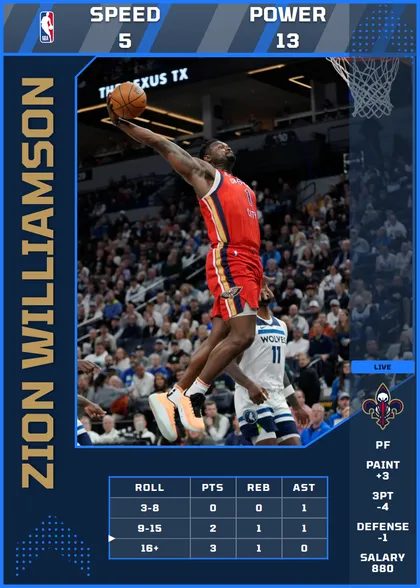 SPEED
5
POWER
13
NBA
THE LEXUS TX
ZION WILLIAMSON
WOLVES
11
LIVE
PF
PAINT
+3
3PT
-4
DEFENSE
-1
SALARY
880
ROLL PTS REB AST
3-8 0 0 1
9-15 2 1 1
16+ 3 1 0